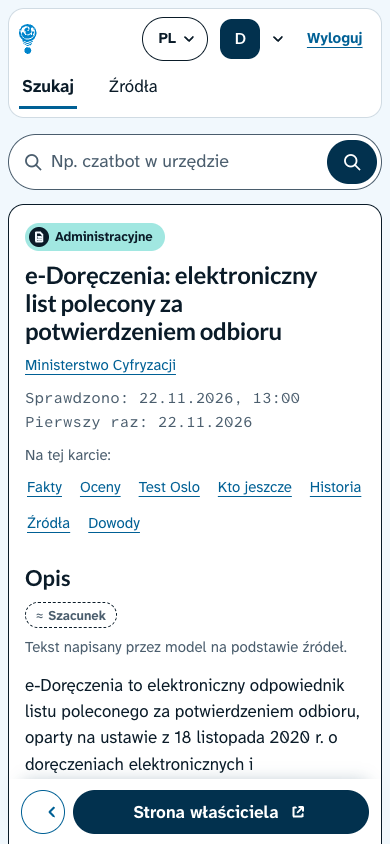 PL
D
Wyloguj
Szukaj
Źródła
Np. czatbot w urzędzie
Administracyjne
e-Doręczenia: elektroniczny
list polecony za
potwierdzeniem odbioru
Ministerstwo Cyfryzacji
Sprawdzono: 22.11.2026, 13:00
Pierwszy raz: 22.11.2026
Na tej karcie:
Fakty Oceny Test Oslo Kto jeszcze Historia
Źródła Dowody
Opis
≈ Szacunek
Tekst napisany przez model na podstawie źródeł.
e-Doręczenia to elektroniczny odpowiednik
listu poleconego za potwierdzeniem odbioru,
oparty na ustawie z 18 listopada 2020 r. o
doręczeniach elektronicznych i
Strona właściciela